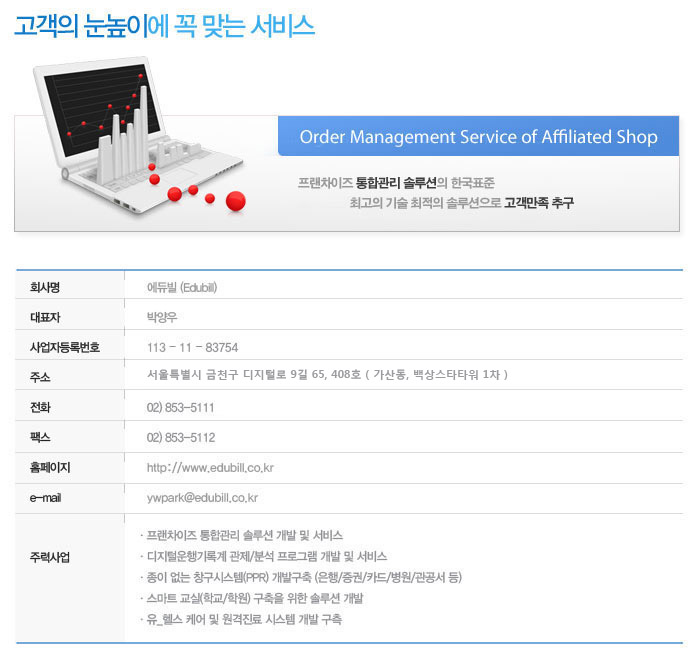 고객의 눈높이에 꼭 맞는 서비스
Order Management Service of Affiliated Shop
프랜차이즈 통합관리 솔루션의 한국표준
최고의 기술 최적의 솔루션으로 고객만족 추구
회사명 에듀빌 (Edubill)
대표자 박양우
사업자등록번호 113 - 11 - 83754
주소 서울특별시 금천구 디지털로 9길 65, 408호 ( 가산동, 백상스타타워 1차 )
전화 02) 853-5111
팩스 02) 853-5112
홈페이지 http://www.edubill.co.kr
e-mail ywpark@edubill.co.kr
주력사업
· 프랜차이즈 통합관리 솔루션 개발 및 서비스
· 디지털운행기록계 관제/분석 프로그램 개발 및 서비스
· 종이 없는 창구시스템(PPR) 개발구축 (은행/증권/카드/병원/관공서 등)
· 스마트 교실(학교/학원) 구축을 위한 솔루션 개발
· 유_헬스 케어 및 원격진료 시스템 개발 구축